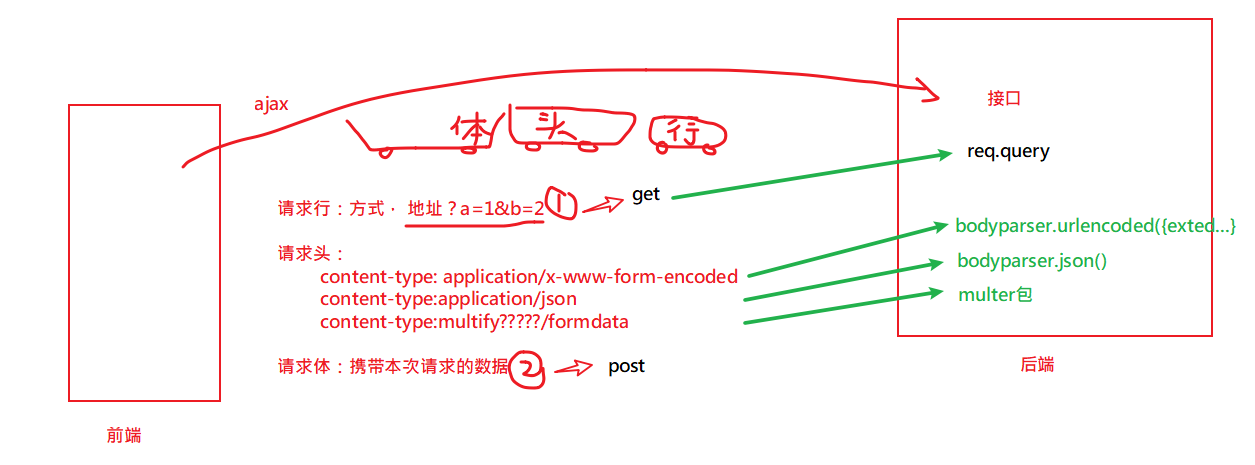 ajax
接口
体 头 行
req.query
get
请求行：方式· 地址？a=1&b=2 ①
bodyparser.urlencoded({exted...}
请求头：
content-type: application/x-www-form-encoded
bodyparser.json()
content-type:application/json
multer包
content-type:multify?????/formdata
请求体：携带本次请求的数据 ②
post
后端
前端